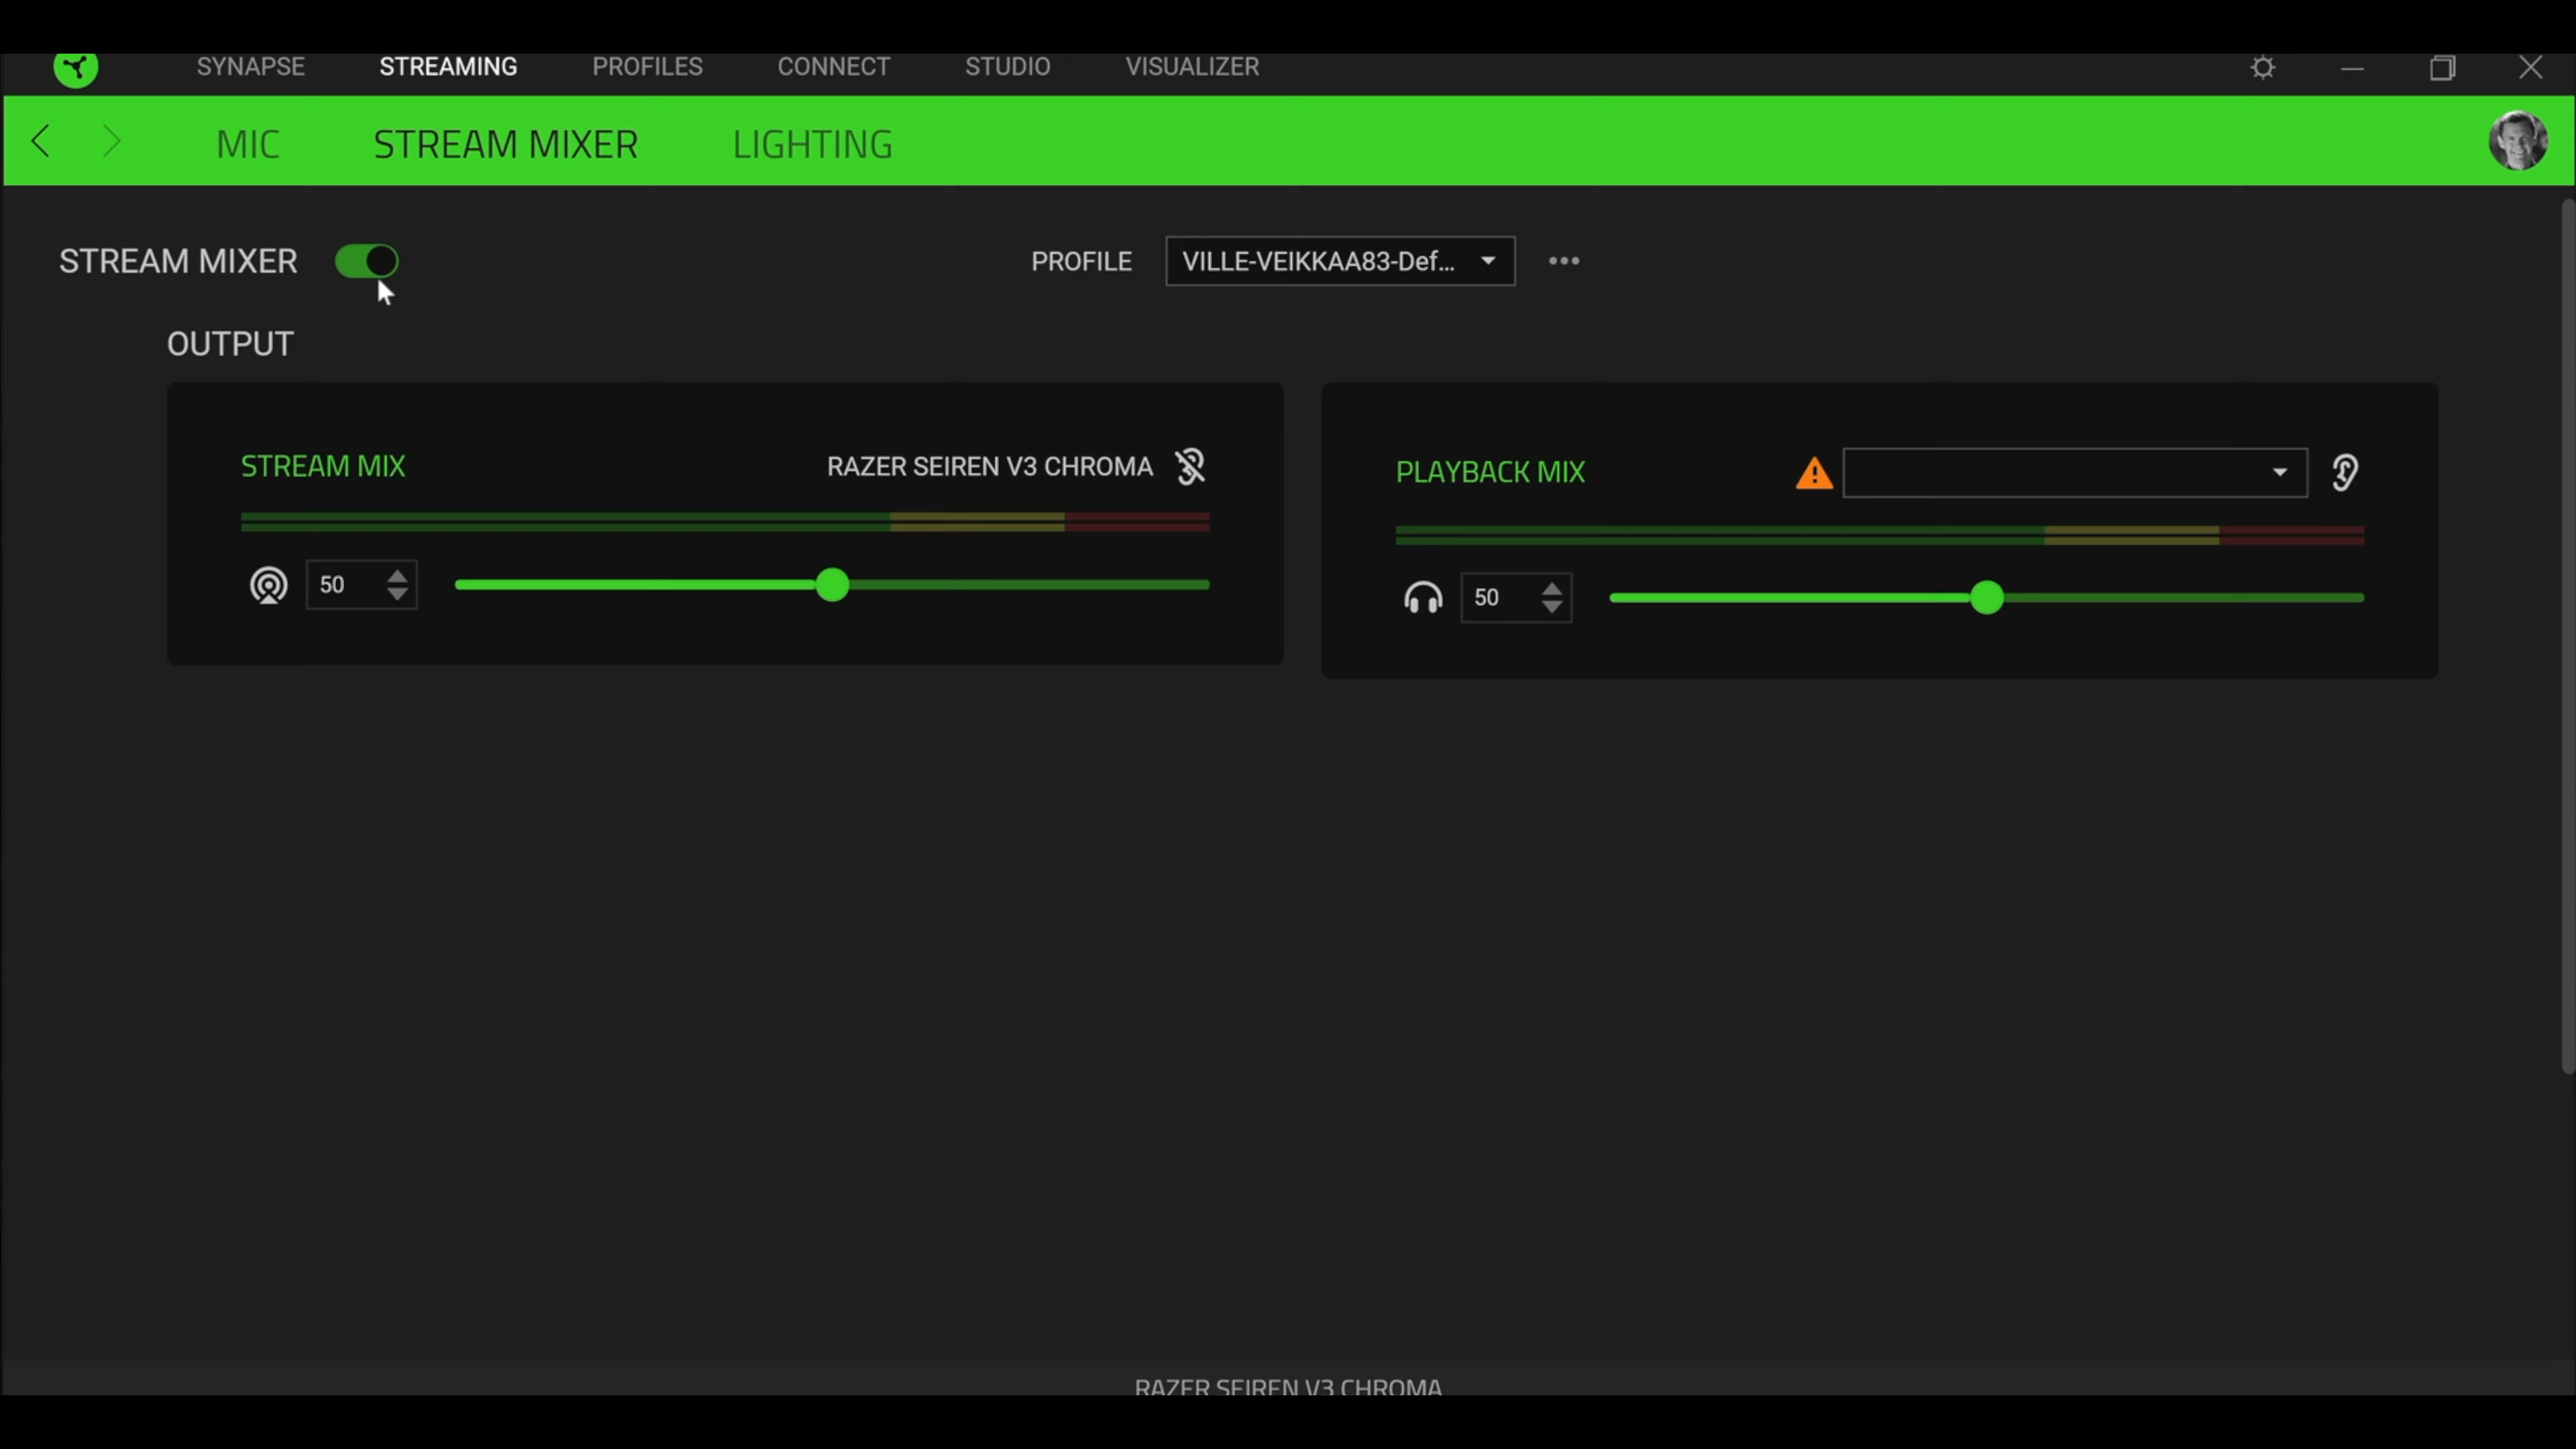 SYNAPSE STREAMING PROFILES CONNECT STUDIO VISUALIZER
MIC STREAM MIXER LIGHTING
STREAM MIXER PROFILE VILLE-VEIKKAA83-Def...
OUTPUT
STREAM MIX RAZER SEIREN V3 CHROMA
PLAYBACK MIX
50
50
RAZER SEIREN V3 CHROMA